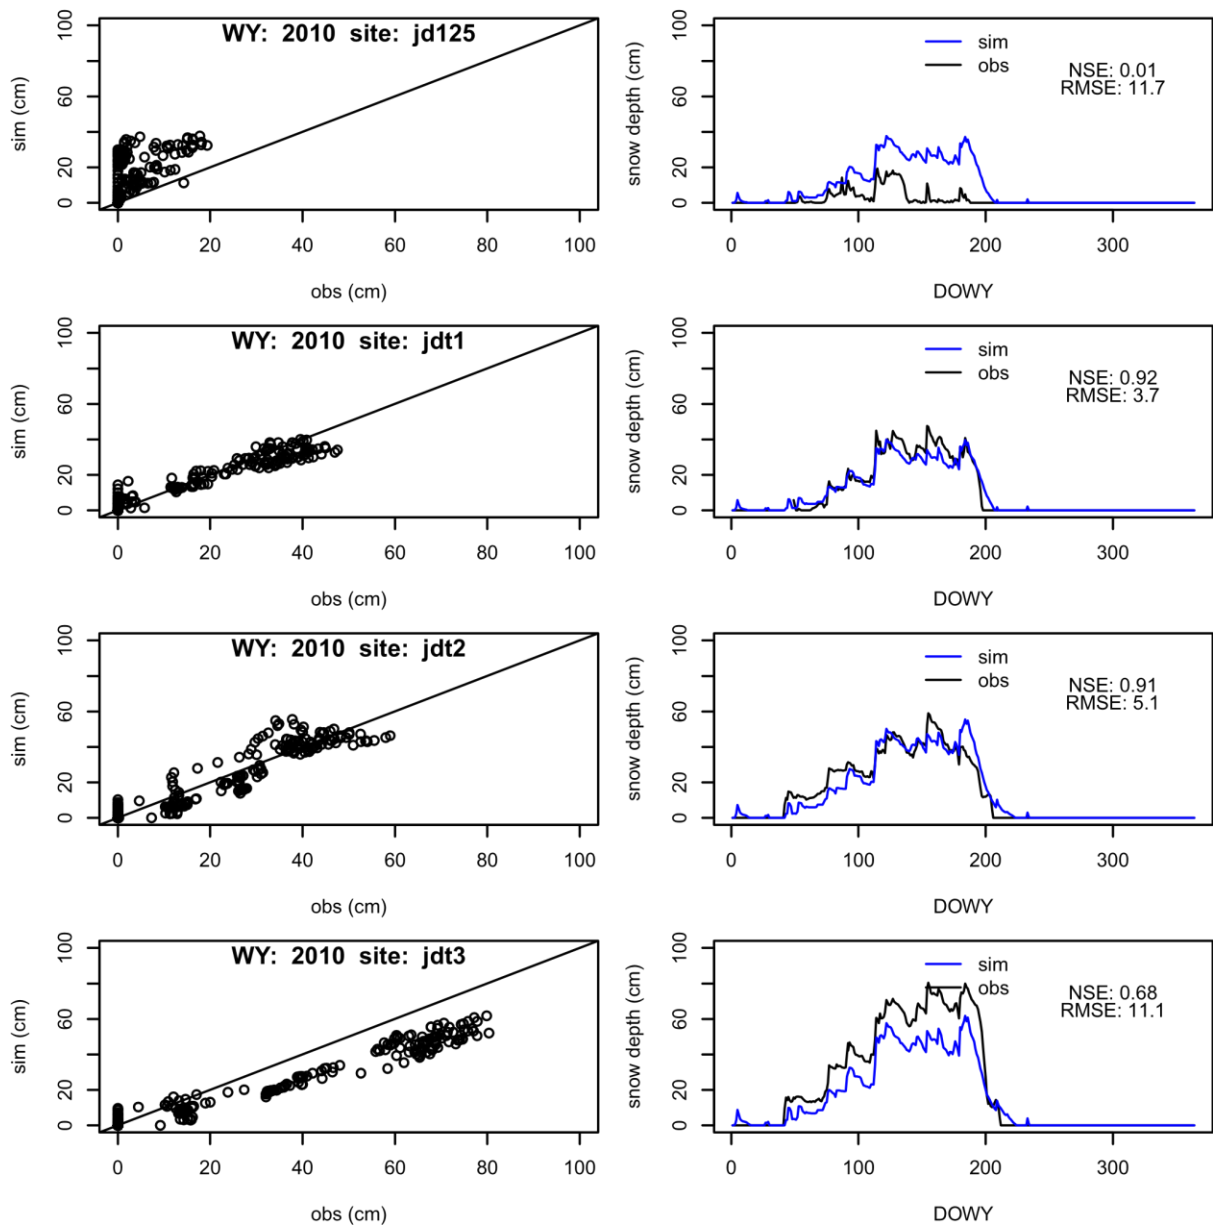 WY: 2010 site: jd125
sim (cm)
0 20 60 100
0 20 40 60 80 100
obs (cm)
sim
obs
NSE: 0.01
RMSE: 11.7
snow depth (cm)
0 20 60 100
0 100 200 300
DOWY
WY: 2010 site: jdt1
sim (cm)
0 20 60 100
0 20 40 60 80 100
obs (cm)
sim
obs
NSE: 0.92
RMSE: 3.7
snow depth (cm)
0 20 60 100
0 100 200 300
DOWY
WY: 2010 site: jdt2
sim (cm)
0 20 60 100
0 20 40 60 80 100
obs (cm)
sim
obs
NSE: 0.91
RMSE: 5.1
snow depth (cm)
0 20 60 100
0 100 200 300
DOWY
WY: 2010 site: jdt3
sim (cm)
0 20 60 100
0 20 40 60 80 100
obs (cm)
sim
obs
NSE: 0.68
RMSE: 11.1
snow depth (cm)
0 20 60 100
0 100 200 300
DOWY